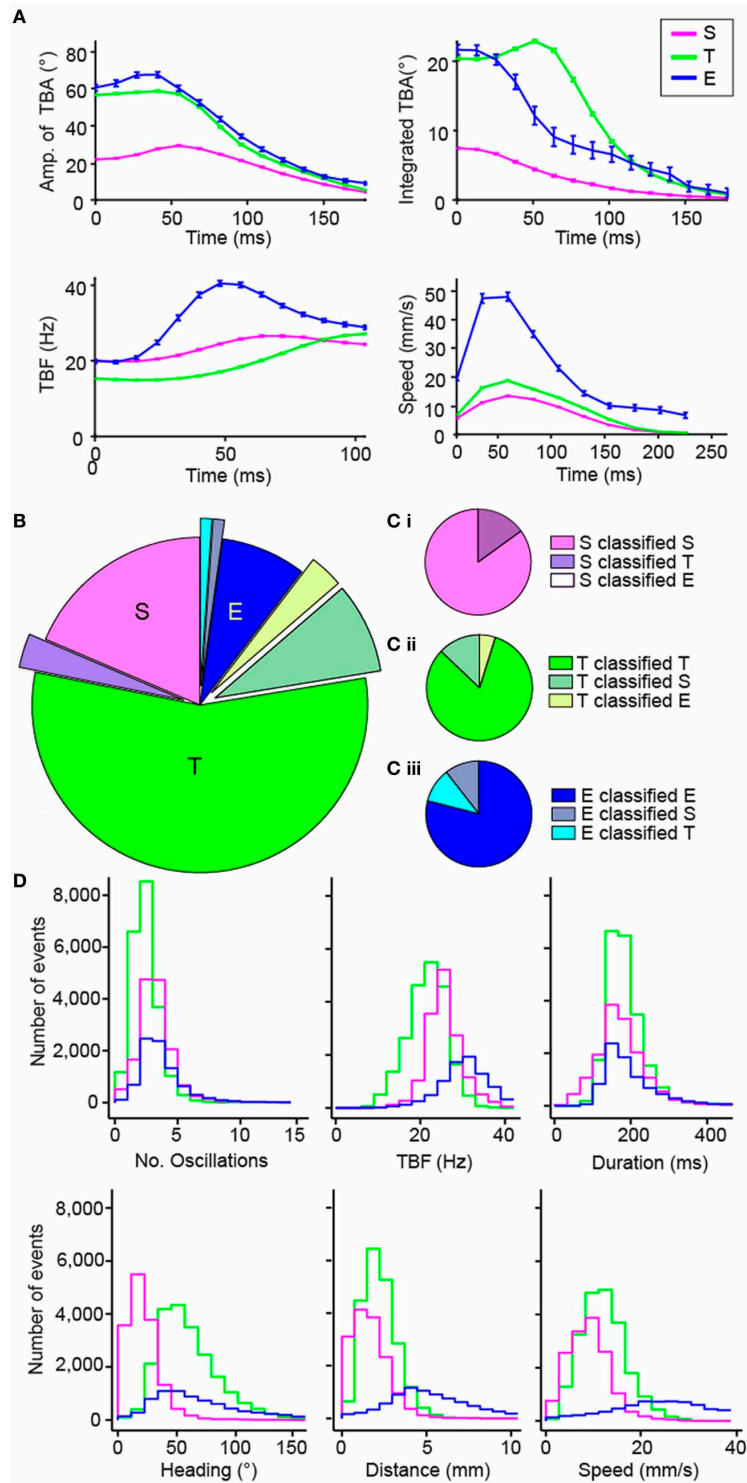 A
Amp. of TBA (°)
80
60
40
20
0
0
50
100
150
Time (ms)
Integrated TBA(°)
20
10
0
0
50
100
150
Time (ms)
S
T
E
TBF (Hz)
40
20
0
0
50
100
Time (ms)
Speed (mm/s)
50
40
30
20
10
0
0
50
100
150
200
250
Time (ms)
B
S
E
T
C i
S classified S
S classified T
S classified E
C ii
T classified T
T classified S
T classified E
C iii
E classified E
E classified S
E classified T
D
Number of events
8,000
6,000
4,000
2,000
0
0
5
10
15
No. Oscillations
0
20
40
TBF (Hz)
0
200
400
Duration (ms)
Number of events
8,000
6,000
4,000
2,000
0
0
50
100
150
Heading (°)
0
5
10
Distance (mm)
0
20
40
Speed (mm/s)